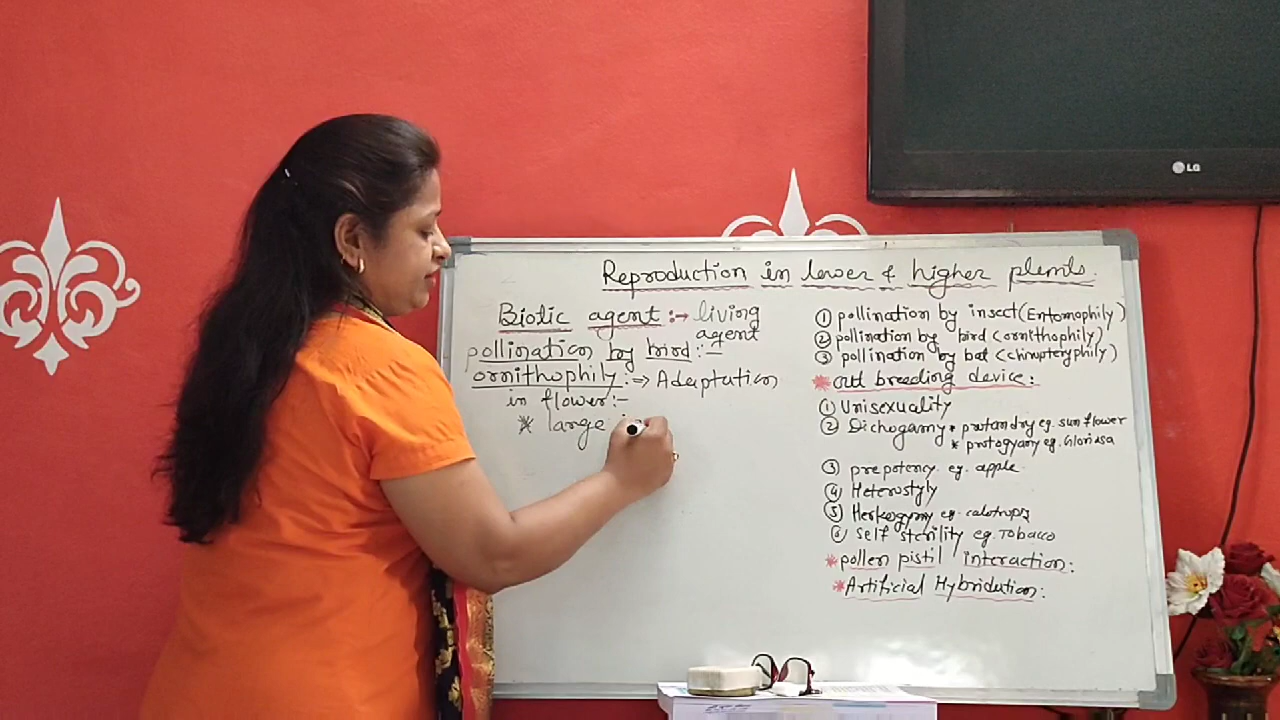 LG
Reproduction in lower & higher plants.
Biotic agent :→ living
agent
pollination by bird :-
ornithophily :⇒ Adaptation
in flower :-
* large
① pollination by insect (Entomophily)
② pollination by bird (ornithophily)
③ pollination by bat (chiropterophily)
* out breeding device :
① Unisexuality
② Dichogamy * protandry eg. sun flower
* protogyany eg. Gloriosa
③ prepotency. eg. apple
④ Heterostyly
⑤ Herkogamy eg. calotropis
⑥ self sterility eg. Tobacco
* pollen pistil interaction :
* Artificial Hybridution :